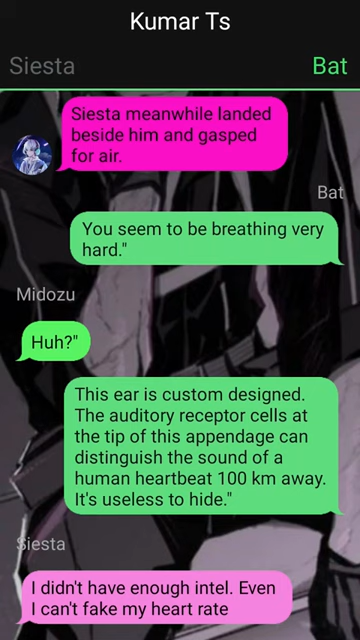 Kumar Ts
Siesta
Bat
Siesta meanwhile landed
beside him and gasped
for air.
Bat
You seem to be breathing very
hard."
Midozu
Huh?"
This ear is custom designed.
The auditory receptor cells at
the tip of this appendage can
distinguish the sound of a
human heartbeat 100 km away.
It's useless to hide."
Siesta
I didn't have enough intel. Even
I can't fake my heart rate